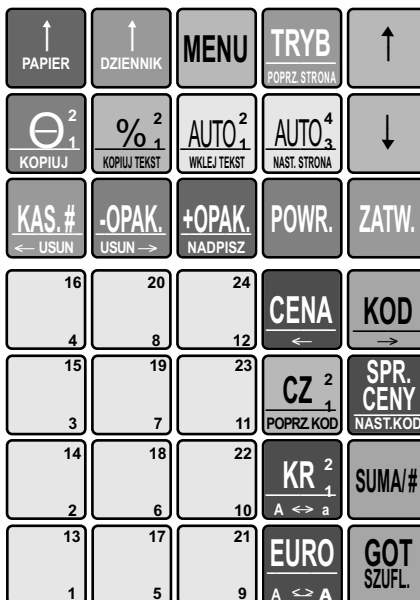 ↑ ↑ MENU TRYB ↑
PAPIER DZIENNIK POPRZ. STRONA
⊖ 2 1 % 2 1 AUTO 2 1 AUTO 4 3 ↓
KOPIUJ KOPIUJ TEKST WKLEJ TEKST NAST. STRONA
KAS.# -OPAK. +OPAK. POWR. ZATW.
← USUN USUN → NADPISZ
16 20 24 CENA KOD
4 8 12 ← →
15 19 23 CZ 2 1 SPR. CENY
3 7 11 POPRZ.KOD NAST.KOD
14 18 22 KR 2 1 SUMA/#
2 6 10 A <-> a
13 17 21 EURO GOT SZUFL.
1 5 9 A <-> A